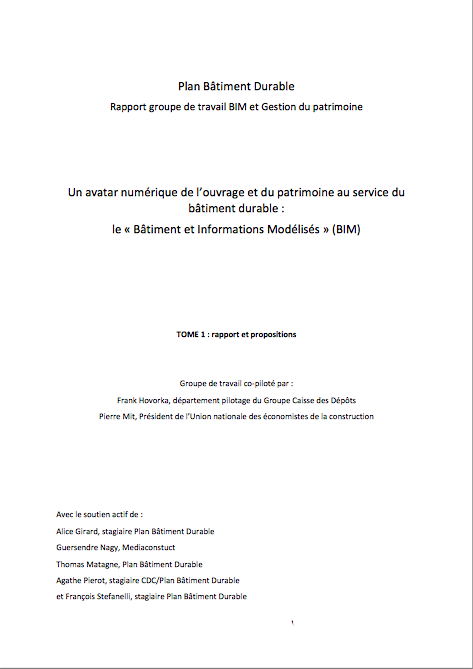 Plan Bâtiment Durable
Rapport groupe de travail BIM et Gestion du patrimoine
Un avatar numérique de l'ouvrage et du patrimoine au service du
bâtiment durable :
le « Bâtiment et Informations Modélisés » (BIM)
TOME 1 : rapport et propositions
Groupe de travail co-piloté par :
Frank Hovorka, département pilotage du Groupe Caisse des Dépôts
Pierre Mit, Président de l'Union nationale des économistes de la construction
Avec le soutien actif de :
Alice Girard, stagiaire Plan Bâtiment Durable
Guersendre Nagy, Mediaconstuct
Thomas Matagne, Plan Bâtiment Durable
Agathe Pierot, stagiaire CDC/Plan Bâtiment Durable
et François Stefanelli, stagiaire Plan Bâtiment Durable